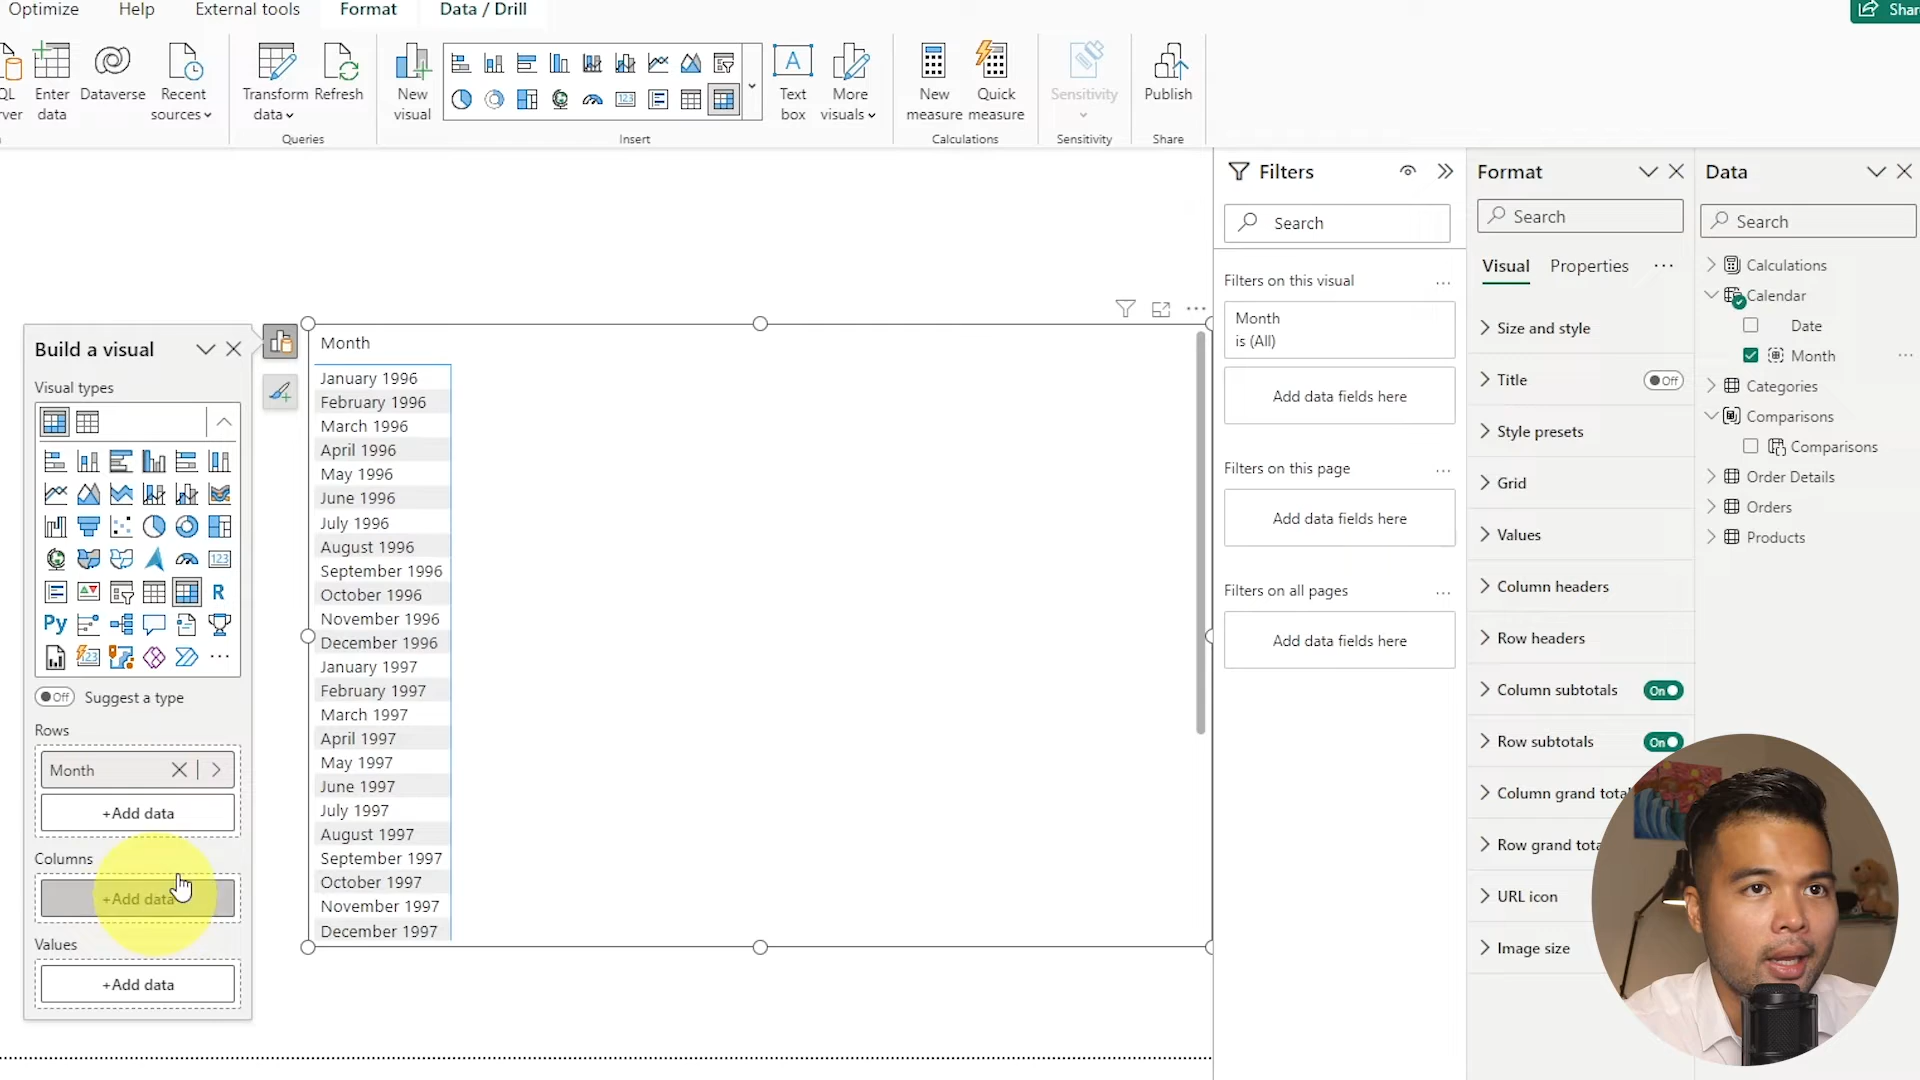 Optimize
Help
External tools
Format
Data / Drill
Shar
QL
ver
Enter
data
Dataverse
Recent
sources
Transform
data
Refresh
Queries
New
visual
123
Insert
A
Text
box
More
visuals
New
measure
Quick
measure
Calculations
Sensitivity
Sensitivity
Publish
Share
Build a visual
Visual types
123
R
Py
123
...
Off
Suggest a type
Rows
Month
+Add data
Columns
+Add data
Values
+Add data
Month
January 1996
February 1996
March 1996
April 1996
May 1996
June 1996
July 1996
August 1996
September 1996
October 1996
November 1996
December 1996
January 1997
February 1997
March 1997
April 1997
May 1997
June 1997
July 1997
August 1997
September 1997
October 1997
November 1997
December 1997
Filters
Search
Filters on this visual
Month
is (All)
Add data fields here
Filters on this page
Add data fields here
Filters on all pages
Add data fields here
Format
Search
Visual
Properties
Size and style
Title
Off
Style presets
Grid
Values
Column headers
Row headers
Column subtotals
On
Row subtotals
On
Column grand total
Row grand tota
URL icon
Image size
Data
Search
Calculations
Calendar
Date
Month
Categories
Comparisons
Comparisons
Order Details
Orders
Products